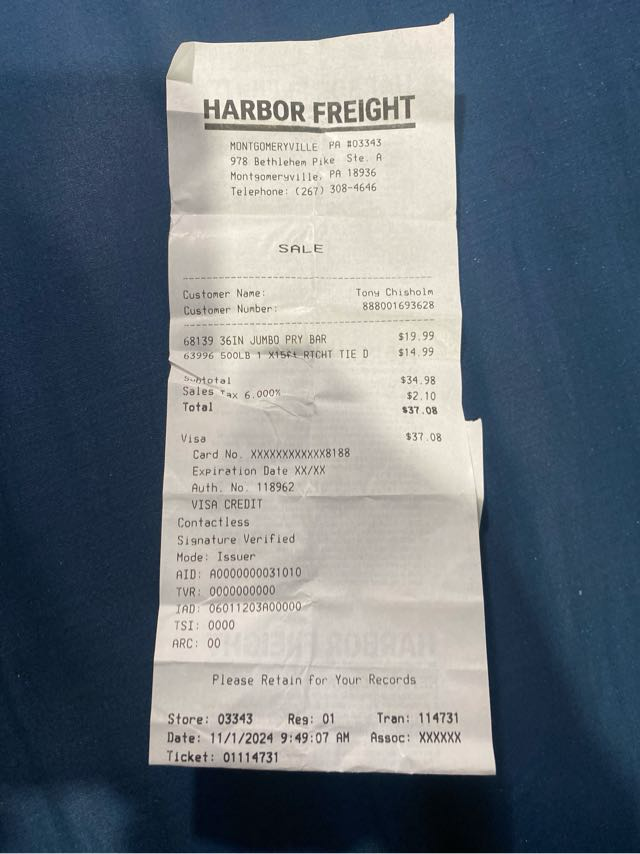 HARBOR FREIGHT
MONTGOMERYVILLE PA #03343
978 Bethlehem Pike Ste. A
Montgomeryville, PA 18936
Telephone: (267) 308-4646
SALE
Customer Name: Tony Chisholm
Customer Number: 888001693628
68139 36IN JUMBO PRY BAR $19.99
63996 500LB 1 X15ft RTCHT TIE D $14.99
Subtotal $34.98
Sales Tax 6.000% $2.10
Total $37.08
Visa $37.08
Card No. XXXXXXXXXXXX8188
Expiration Date XX/XX
Auth. No. 118962
VISA CREDIT
Contactless
Signature Verified
Mode: Issuer
AID: A0000000031010
TVR: 0000000000
IAD: 06011203A00000
TSI: 0000
ARC: 00
Please Retain for Your Records
Store: 03343 Reg: 01 Tran: 114731
Date: 11/1/2024 9:49:07 AM Assoc: XXXXXX
Ticket: 01114731